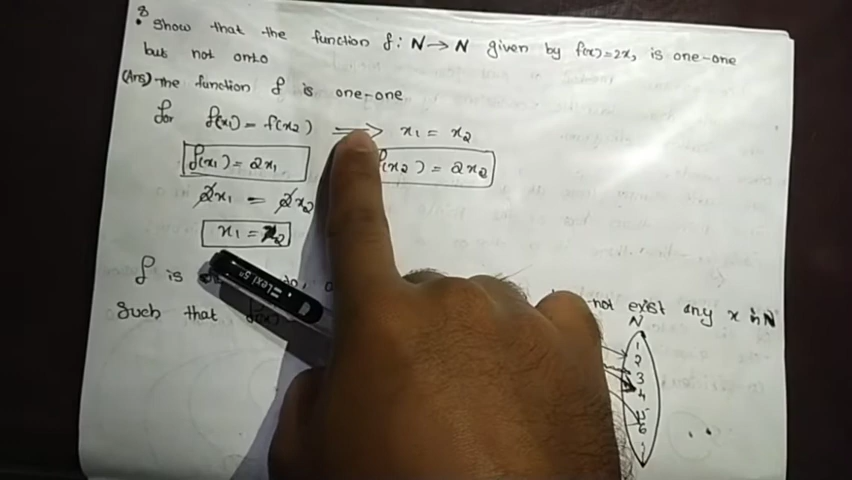 8. Show that the function f: N → N given by f(x)=2x, is one-one
but not onto
(Ans) the function f is one-one
for f(x1) = f(x2) => x1 = x2
f(x1) = 2x1 f(x2) = 2x2
2x1 = 2x2
x1 = x2
f is not exist any x in N
Such that f(x)
N
1
2
3
4
5
6
Lexi 5